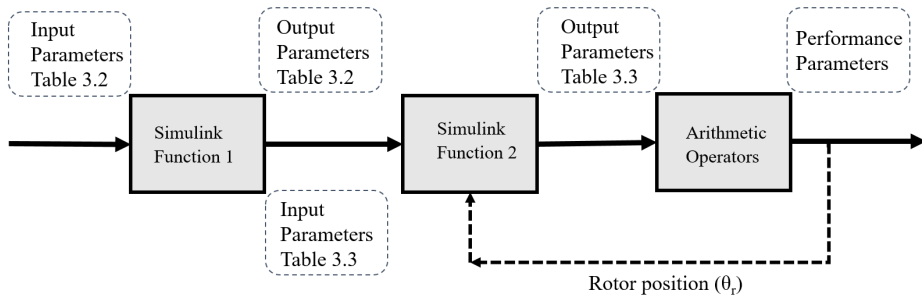 Input
Parameters
Table 3.2
Output
Parameters
Table 3.2
Output
Parameters
Table 3.3
Performance
Parameters
Simulink
Function 1
Simulink
Function 2
Arithmetic
Operators
Input
Parameters
Table 3.3
Rotor position (θr)